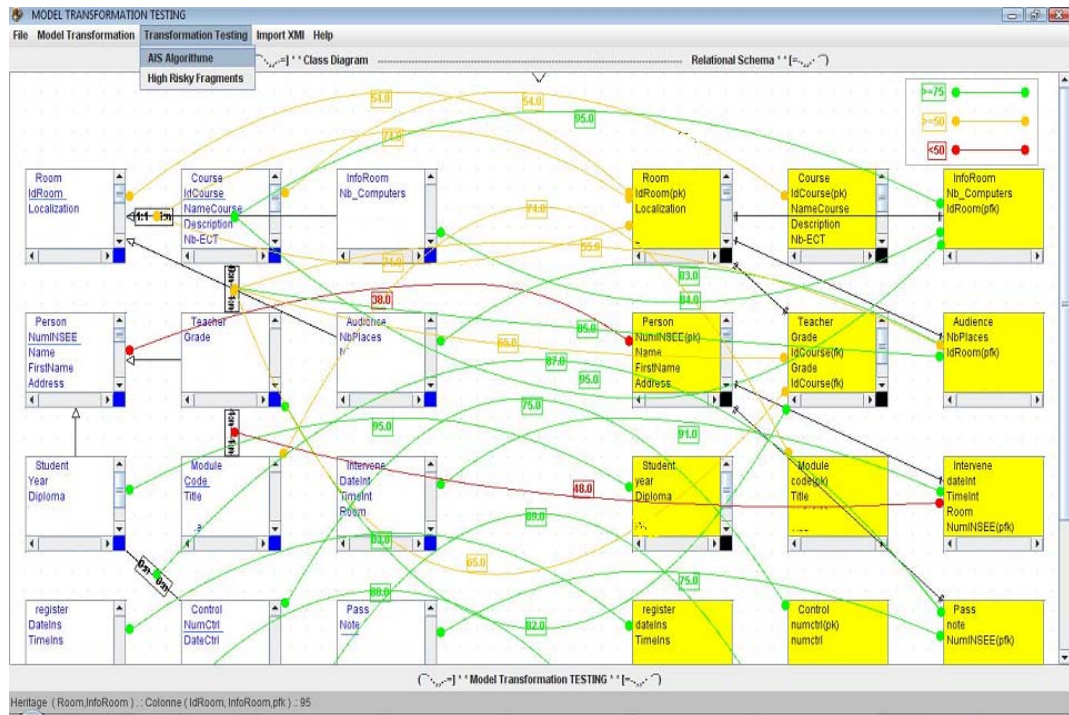 MODEL TRANSFORMATION TESTING
File Model Transformation Transformation Testing Import XMI Help
AIS Algorithme
High Risky Fragments
Class Diagram
Relational Schema
>=75
>=50
<50
54.0
54.0
95.0
74.0
74.0
74.0
55.0
83.0
84.0
38.0
85.0
65.0
87.0
95.0
75.0
95.0
91.0
48.0
89.0
65.0
75.0
82.0
Room
IdRoom
Localization
Course
IdCourse
NameCourse
Description
Nb-ECT
InfoRoom
Nb_Computers
Room
IdRoom(pk)
Localization
Course
IdCourse(pk)
NameCourse
Description
Nb-ECT
InfoRoom
Nb_Computers
IdRoom(pfk)
1:1 1:n
Person
NumINSEE
Name
FirstName
Address
Teacher
Grade
Audience
NbPlaces
Person
NumINSEE(pk)
Name
FirstName
Address
Teacher
Grade
IdCourse(fk)
Grade
IdCourse(fk)
Audience
NbPlaces
IdRoom(pfk)
Student
Year
Diploma
Module
Code
Title
Intervene
DateInt
TimeInt
Room
Student
year
Diploma
Module
code(pk)
Title
Intervene
dateInt
TimeInt
Room
NumINSEE(pfk)
0:n 0:n
register
DateIns
TimeIns
Control
NumCtrl
DateCtrl
Pass
Note
register
dateIns
TimeIns
Control
numctrl(pk)
numctrl
Pass
note
NumINSEE(pfk)
Model Transformation TESTING
Heritage ( Room,InfoRoom ) . : Colonne ( IdRoom, InfoRoom,pfk ) .: 95